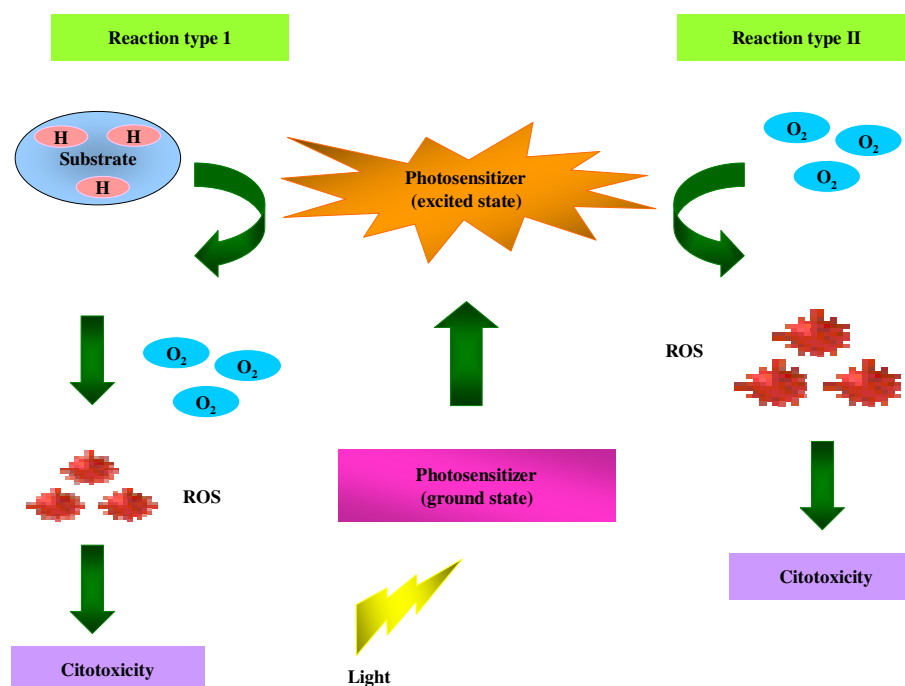 Reaction type 1
Reaction type II
H
H
Substrate
H
Photosensitizer
(excited state)
O₂
O₂
O₂
O₂
O₂
O₂
ROS
ROS
Photosensitizer
(ground state)
Citotoxicity
Citotoxicity
Light